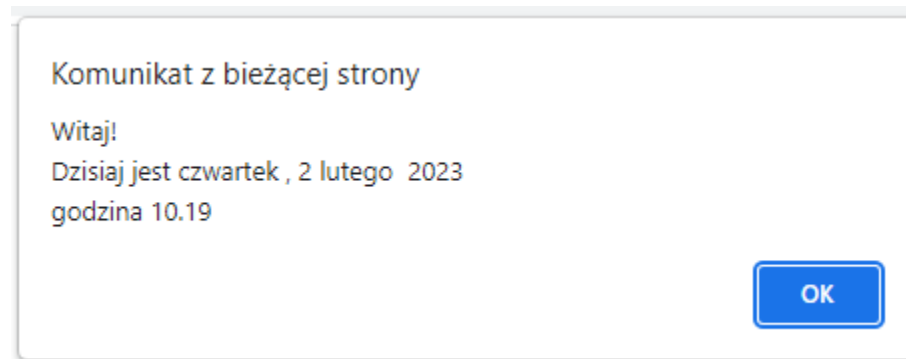 Komunikat z bieżącej strony
Witaj!
Dzisiaj jest czwartek , 2 lutego  2023
godzina 10.19
OK